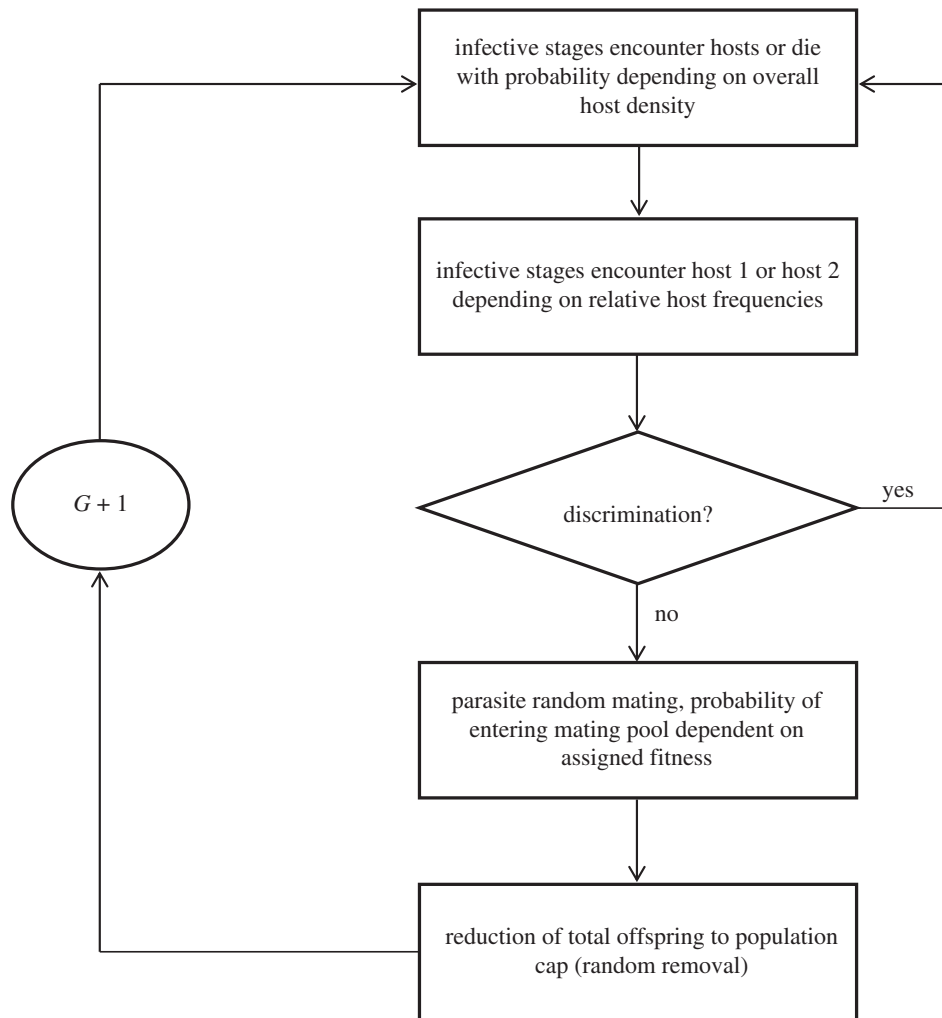 infective stages encounter hosts or die
with probability depending on overall
host density
infective stages encounter host 1 or host 2
depending on relative host frequencies
G + 1
discrimination?
yes
no
parasite random mating, probability of
entering mating pool dependent on
assigned fitness
reduction of total offspring to population
cap (random removal)